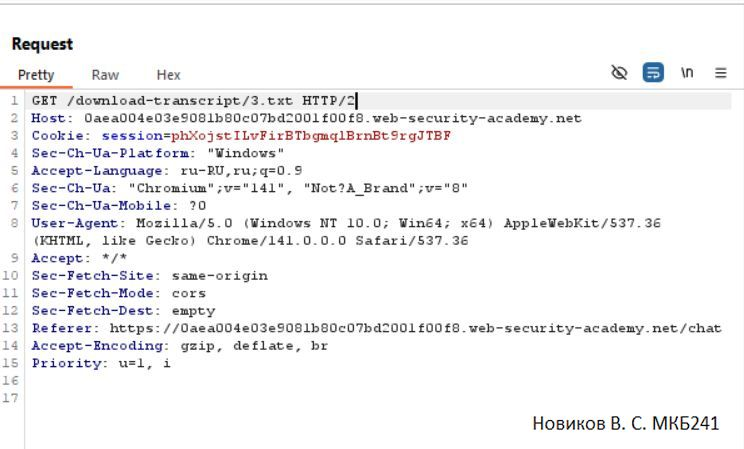 Request
Pretty Raw Hex
\n
1 GET /download-transcript/3.txt HTTP/2
2 Host: 0aea004e03e9081b80c07bd2001f00f8.web-security-academy.net
3 Cookie: session=phXojstILvFirBTbgmqlBrnBt9rgJTBF
4 Sec-Ch-Ua-Platform: "Windows"
5 Accept-Language: ru-RU,ru;q=0.9
6 Sec-Ch-Ua: "Chromium";v="141", "Not?A_Brand";v="8"
7 Sec-Ch-Ua-Mobile: ?0
8 User-Agent: Mozilla/5.0 (Windows NT 10.0; Win64; x64) AppleWebKit/537.36
(KHTML, like Gecko) Chrome/141.0.0.0 Safari/537.36
9 Accept: */*
10 Sec-Fetch-Site: same-origin
11 Sec-Fetch-Mode: cors
12 Sec-Fetch-Dest: empty
13 Referer: https://0aea004e03e9081b80c07bd2001f00f8.web-security-academy.net/chat
14 Accept-Encoding: gzip, deflate, br
15 Priority: u=1, i
16
17
Новиков В. С. МКБ241